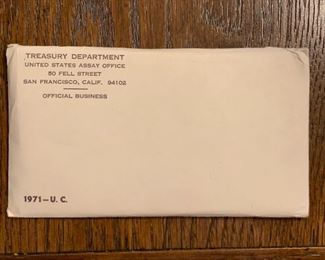 TREASURY DEPARTMENT
UNITED STATES ASSAY OFFICE
50 FELL STREET
SAN FRANCISCO, CALIF. 94102
OFFICIAL BUSINESS
1971-U. C.